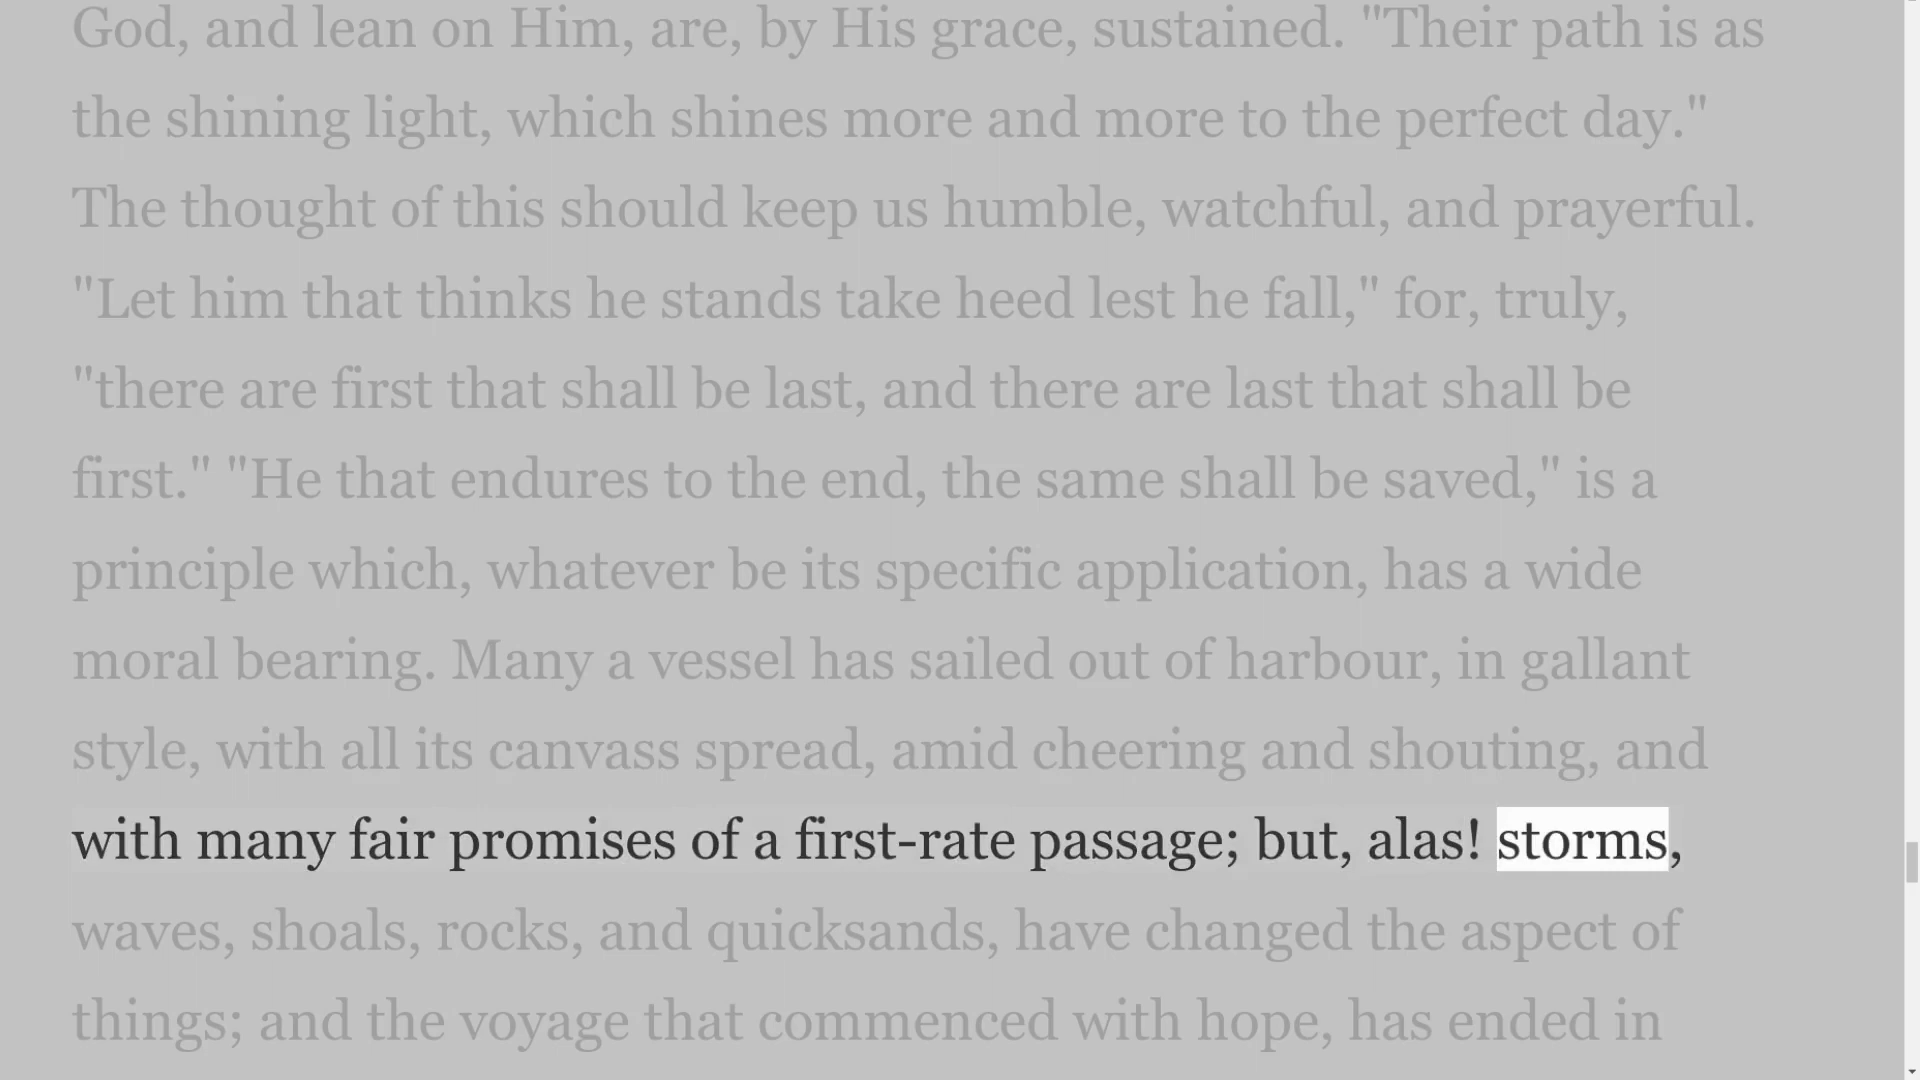 God, and lean on Him, are, by His grace, sustained. "Their path is as
the shining light, which shines more and more to the perfect day."
The thought of this should keep us humble, watchful, and prayerful.
"Let him that thinks he stands take heed lest he fall," for, truly,
"there are first that shall be last, and there are last that shall be
first." "He that endures to the end, the same shall be saved," is a
principle which, whatever be its specific application, has a wide
moral bearing. Many a vessel has sailed out of harbour, in gallant
style, with all its canvass spread, amid cheering and shouting, and
with many fair promises of a first-rate passage; but, alas! storms,
waves, shoals, rocks, and quicksands, have changed the aspect of
things; and the voyage that commenced with hope, has ended in